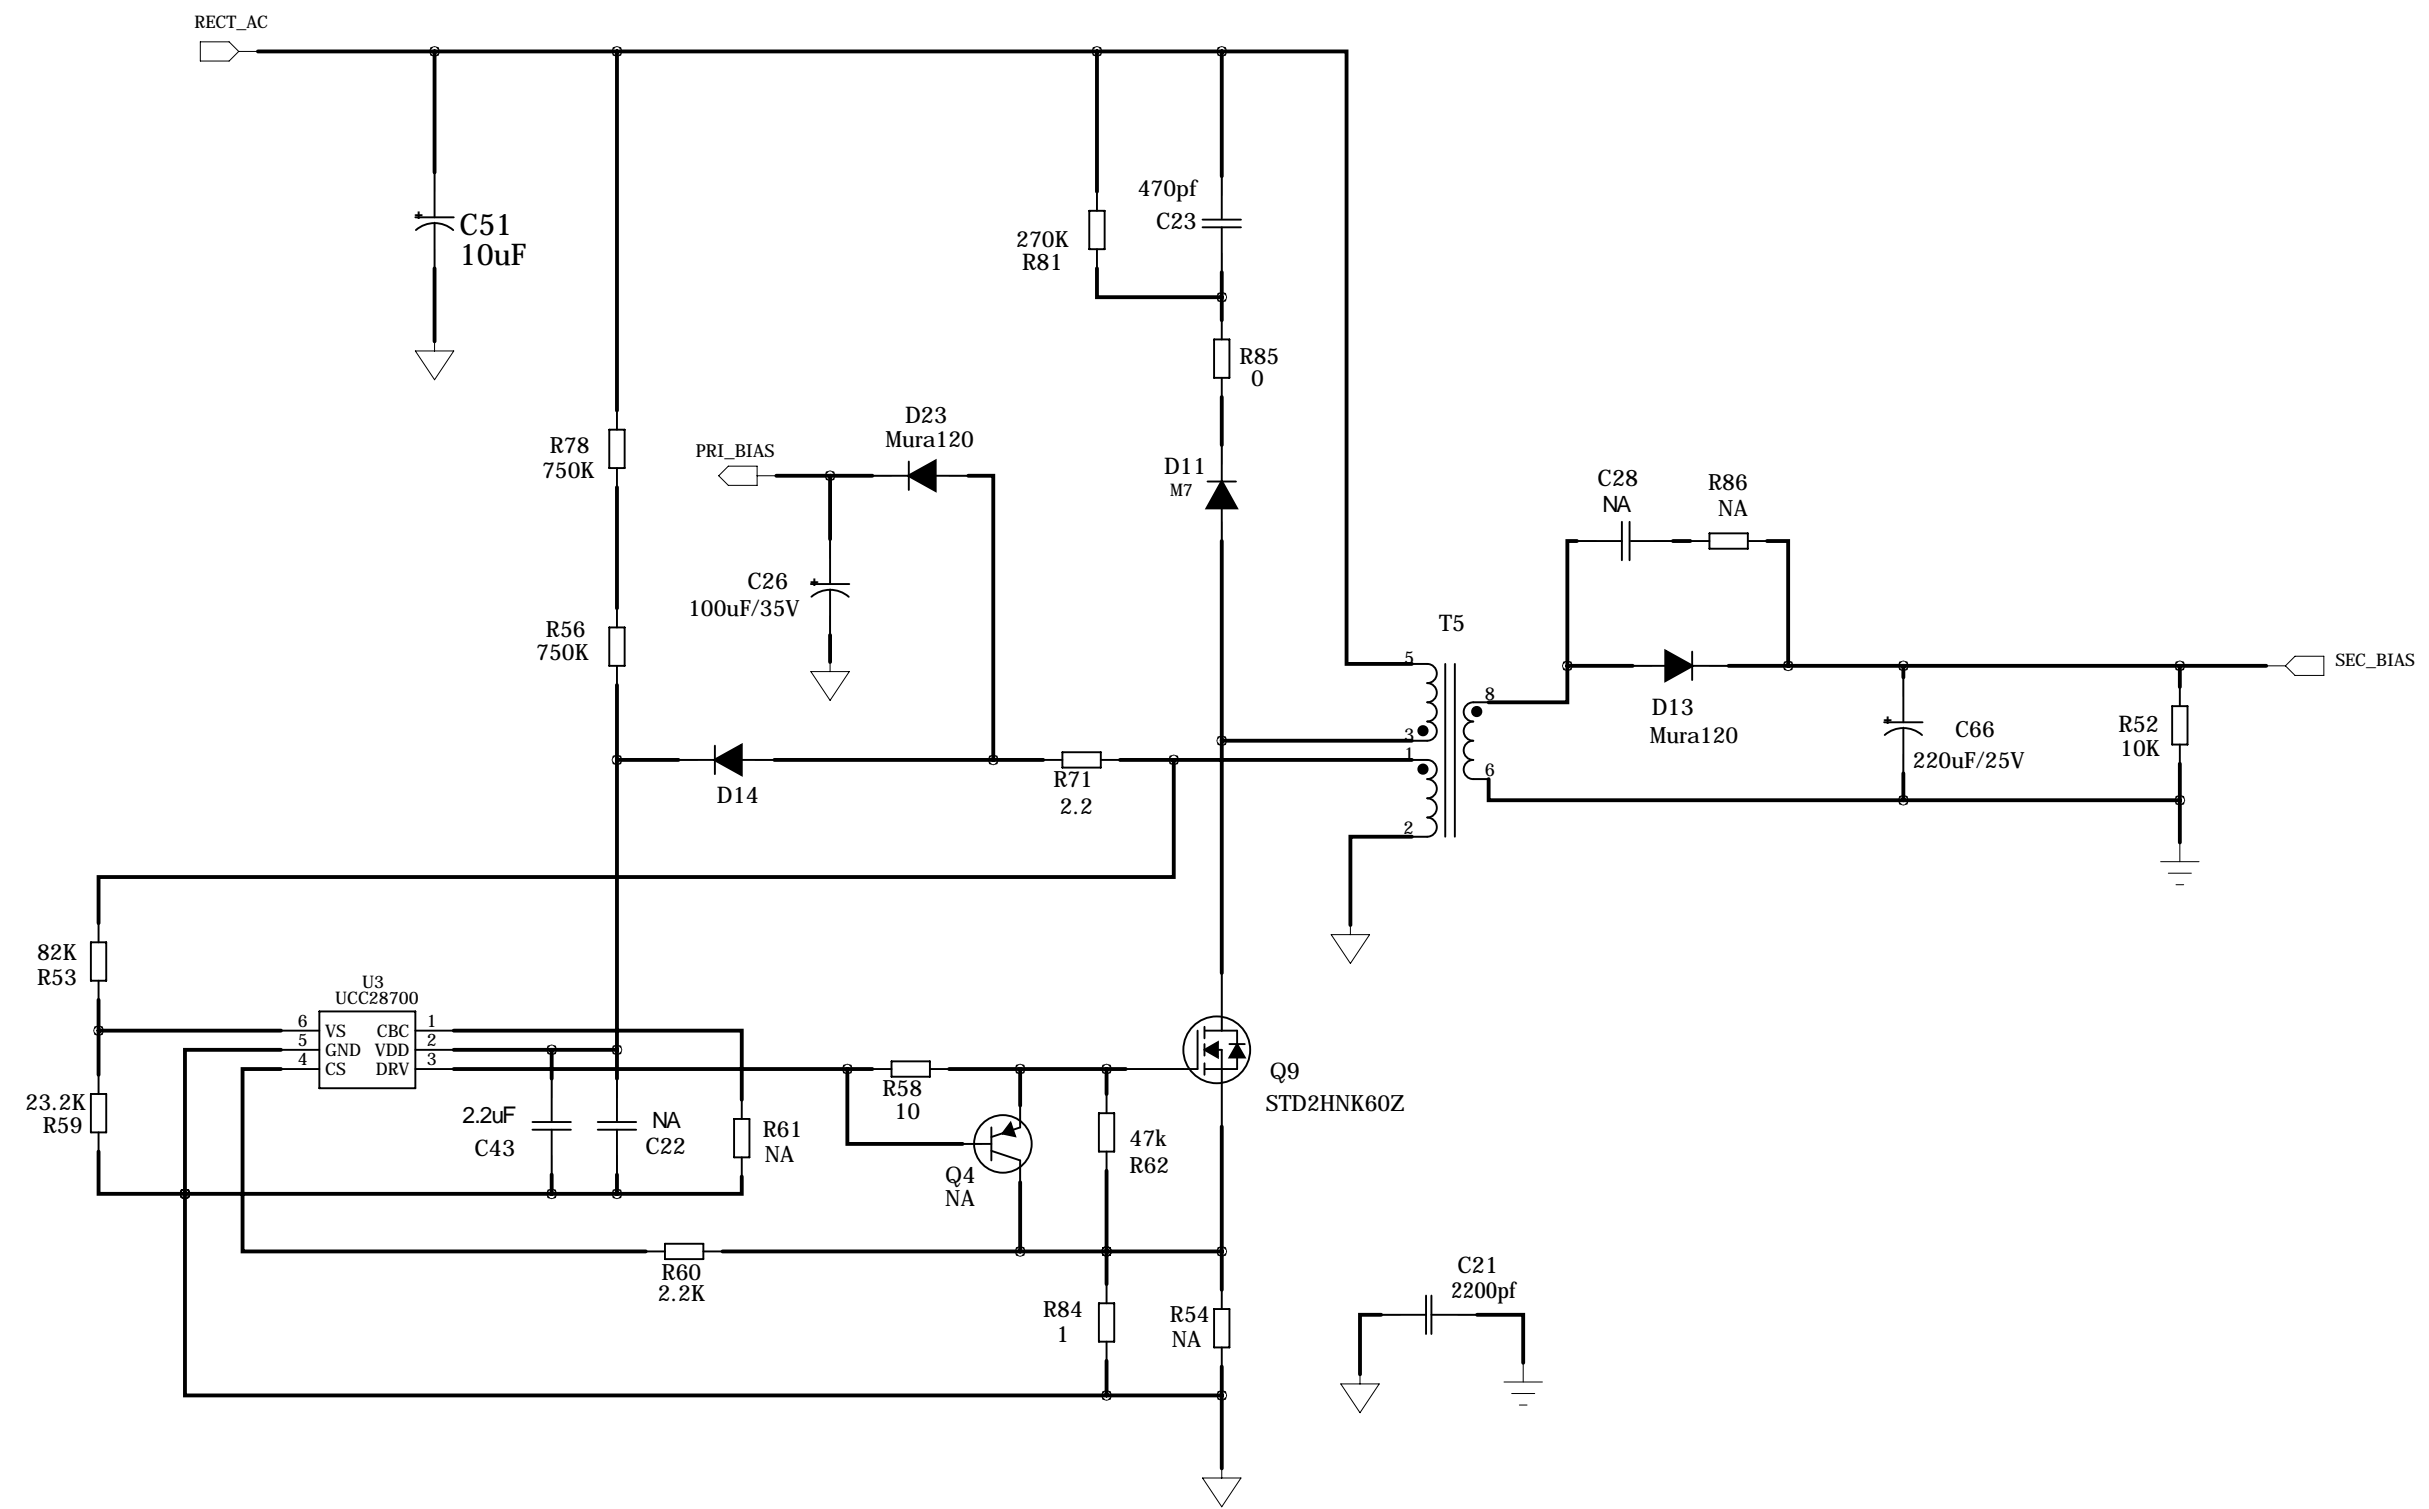 RECT_AC
470pf
C23
C51
10uF
270K
R81
R85
0
D23
Mura120
R78
750K
PRI_BIAS
D11
M7
C28
NA
R86
NA
C26
100uF/35V
R56
750K
T5
5
8
3
1
6
2
SEC_BIAS
D13
Mura120
C66
220uF/25V
R52
10K
D14
R71
2.2
82K
R53
U3
UCC28700
6 VS CBC 1
5 GND VDD 2
4 CS DRV 3
23.2K
R59
2.2uF
C43
NA
C22
R61
NA
R58
10
Q4
NA
47k
R62
Q9
STD2HNK60Z
R60
2.2K
R84
1
R54
NA
C21
2200pf